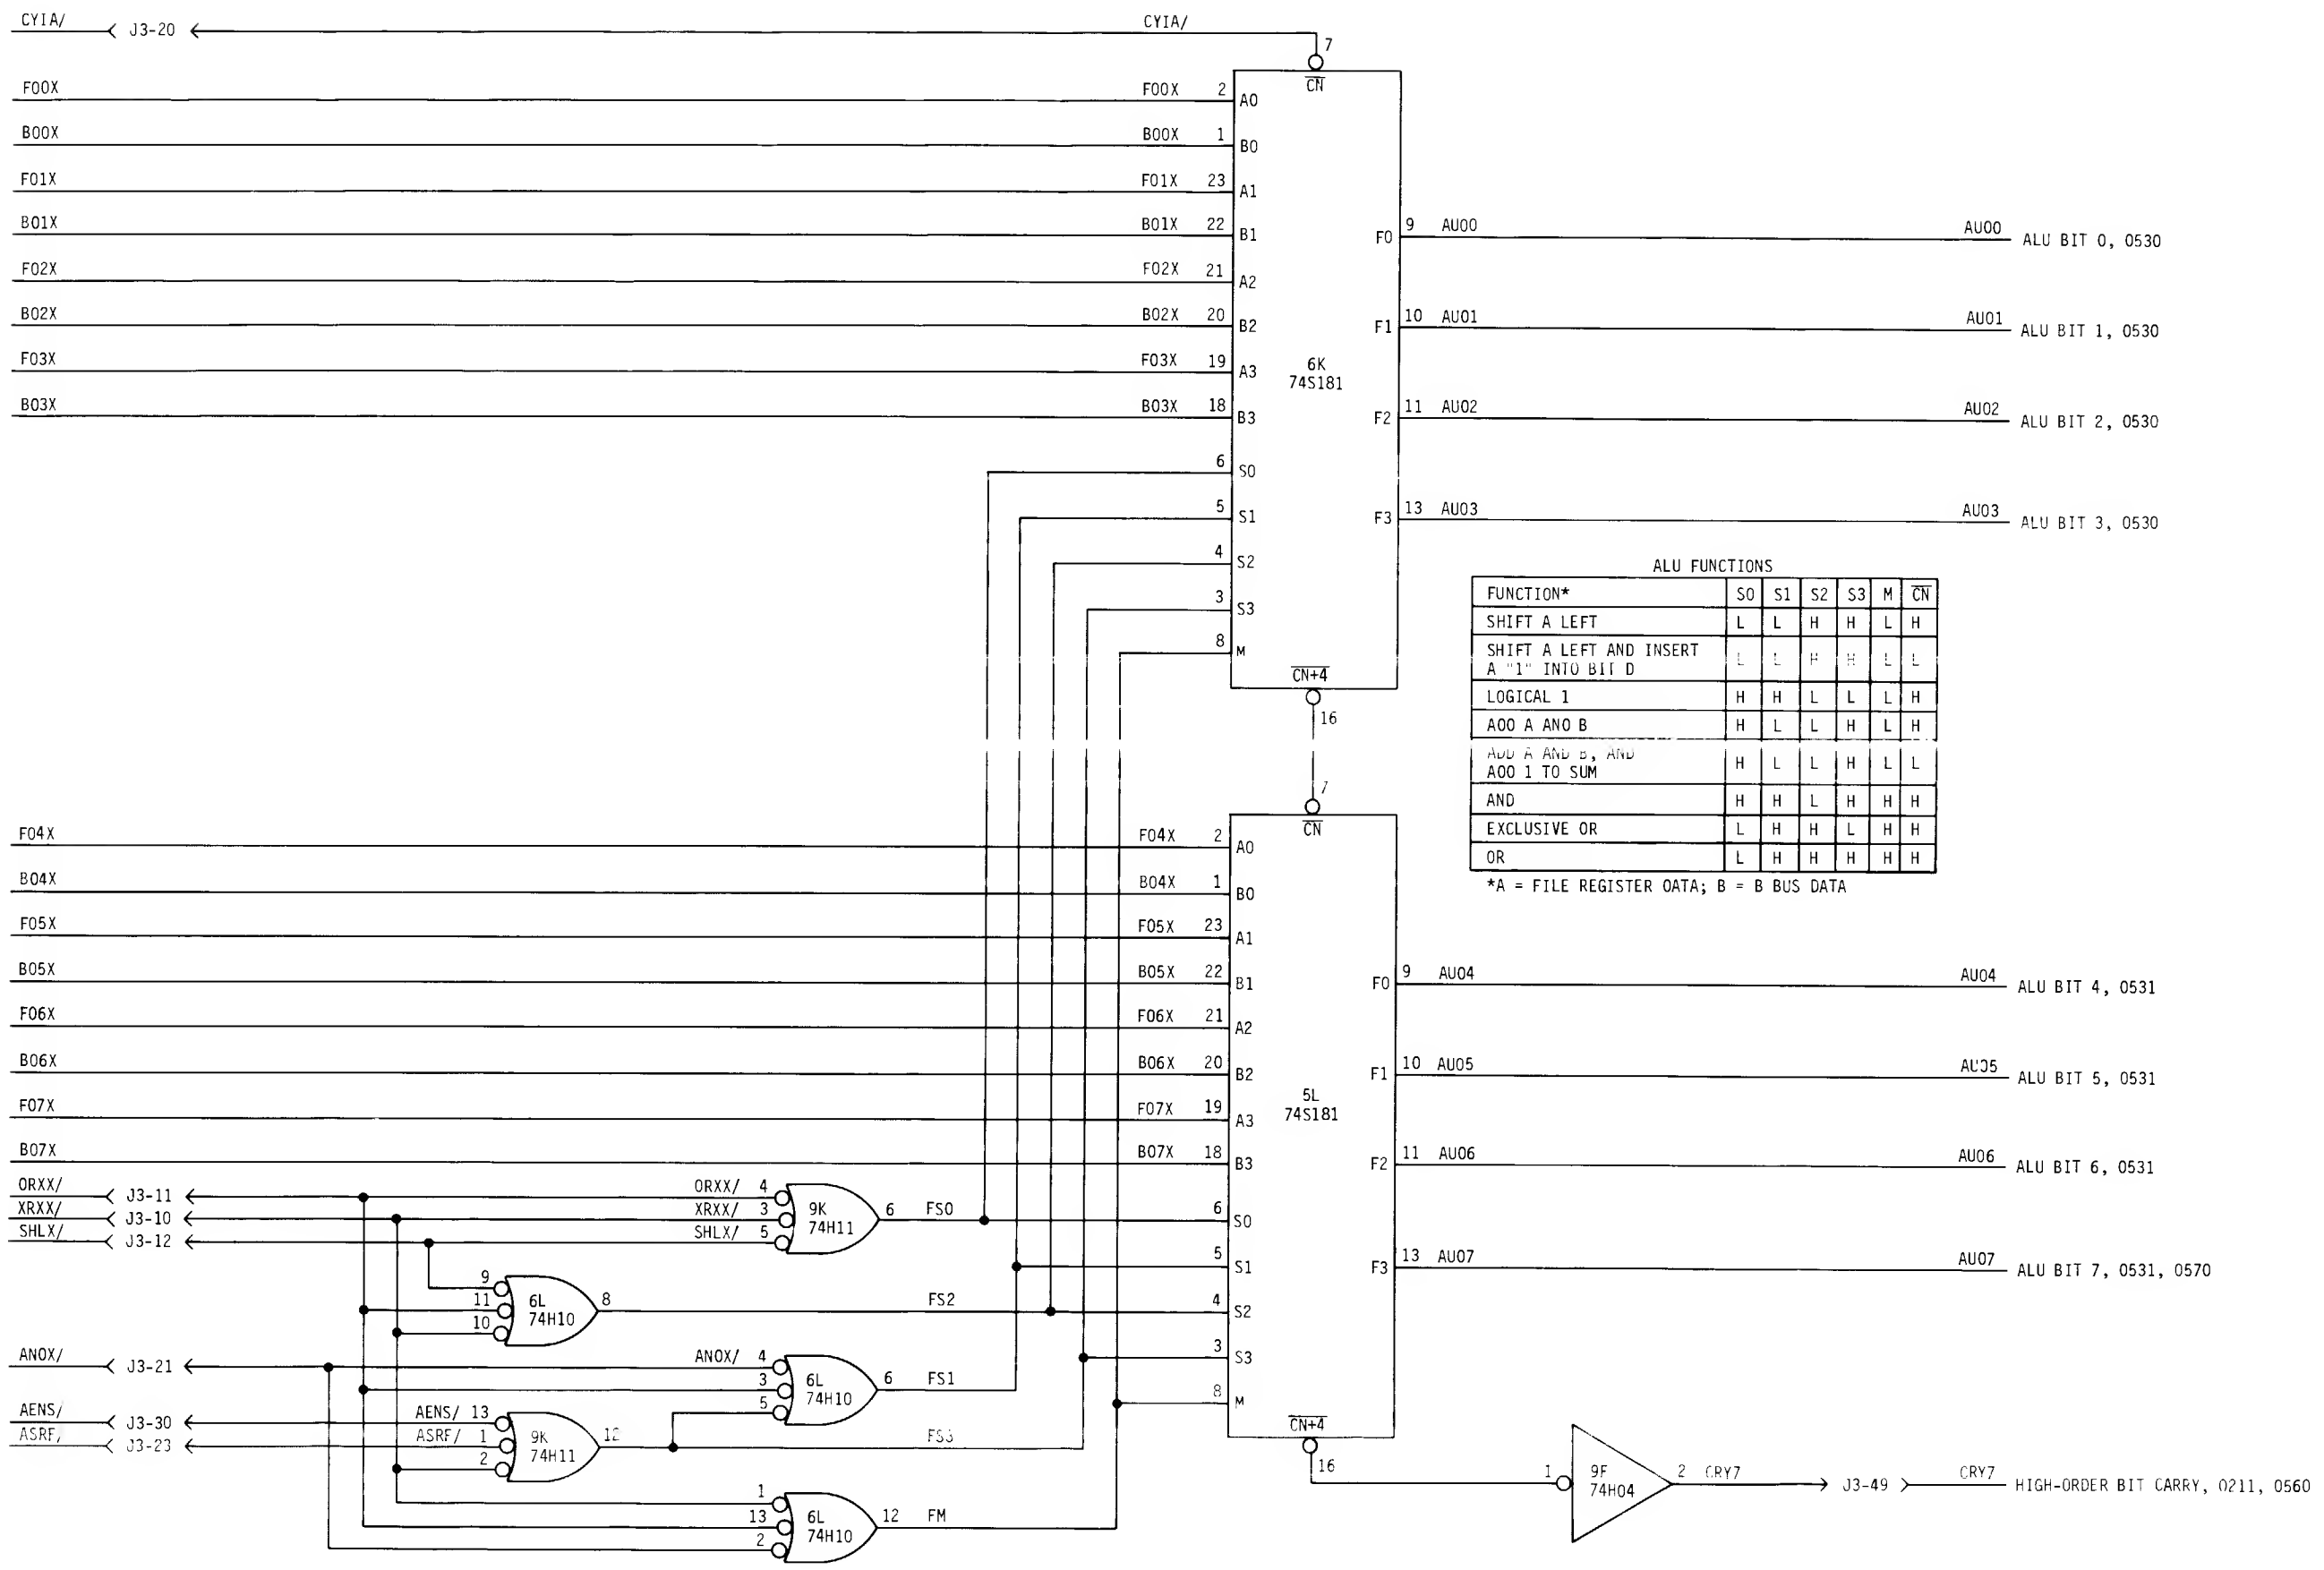 CYIA/ J3-20 CYIA/ 7
CN
F00X F00X 2 A0
B00X B00X 1 B0
F01X F01X 23 A1
B01X B01X 22 B1
F02X F02X 21 A2
B02X B02X 20 B2
F03X F03X 19 A3
B03X B03X 18 B3
6 S0
5 S1
4 S2
3 S3
8 M
6K
74S181
CN+4
16
F0 9 AU00 AU00 ALU BIT 0, 0530
F1 10 AU01 AU01 ALU BIT 1, 0530
F2 11 AU02 AU02 ALU BIT 2, 0530
F3 13 AU03 AU03 ALU BIT 3, 0530
ALU FUNCTIONS
FUNCTION* S0 S1 S2 S3 M CN
SHIFT A LEFT L L H H L H
SHIFT A LEFT AND INSERT
A "1" INTO BIT D L L H H L L
LOGICAL 1 H H L L L H
AOO A ANO B H L L H L H
ADD A AND B, AND
AOO 1 TO SUM H L L H L L
AND H H L H H H
EXCLUSIVE OR L H H L H H
OR L H H H H H
*A = FILE REGISTER OATA; B = B BUS DATA
7
CN
F04X F04X 2 A0
B04X B04X 1 B0
F05X F05X 23 A1
B05X B05X 22 B1
F06X F06X 21 A2
B06X B06X 20 B2
F07X F07X 19 A3
B07X B07X 18 B3
6 S0
5 S1
4 S2
3 S3
8 M
5L
74S181
CN+4
16
F0 9 AU04 AU04 ALU BIT 4, 0531
F1 10 AU05 AU05 ALU BIT 5, 0531
F2 11 AU06 AU06 ALU BIT 6, 0531
F3 13 AU07 AU07 ALU BIT 7, 0531, 0570
ORXX/ J3-11 ORXX/ 4
XRXX/ J3-10 XRXX/ 3
SHLX/ J3-12 SHLX/ 5
9K
74H11
6 FS0
9
11
10
6L
74H10
8 FS2
ANOX/ J3-21 ANOX/ 4
3
5
6L
74H10
6 FS1
AENS/ J3-30 AENS/ 13
ASRF/ J3-23 ASRF/ 1
2
9K
74H11
12 FS3
1
13
2
6L
74H10
12 FM
1
9F
74H04
2 CRY7 J3-49 CRY7 HIGH-ORDER BIT CARRY, 0211, 0560